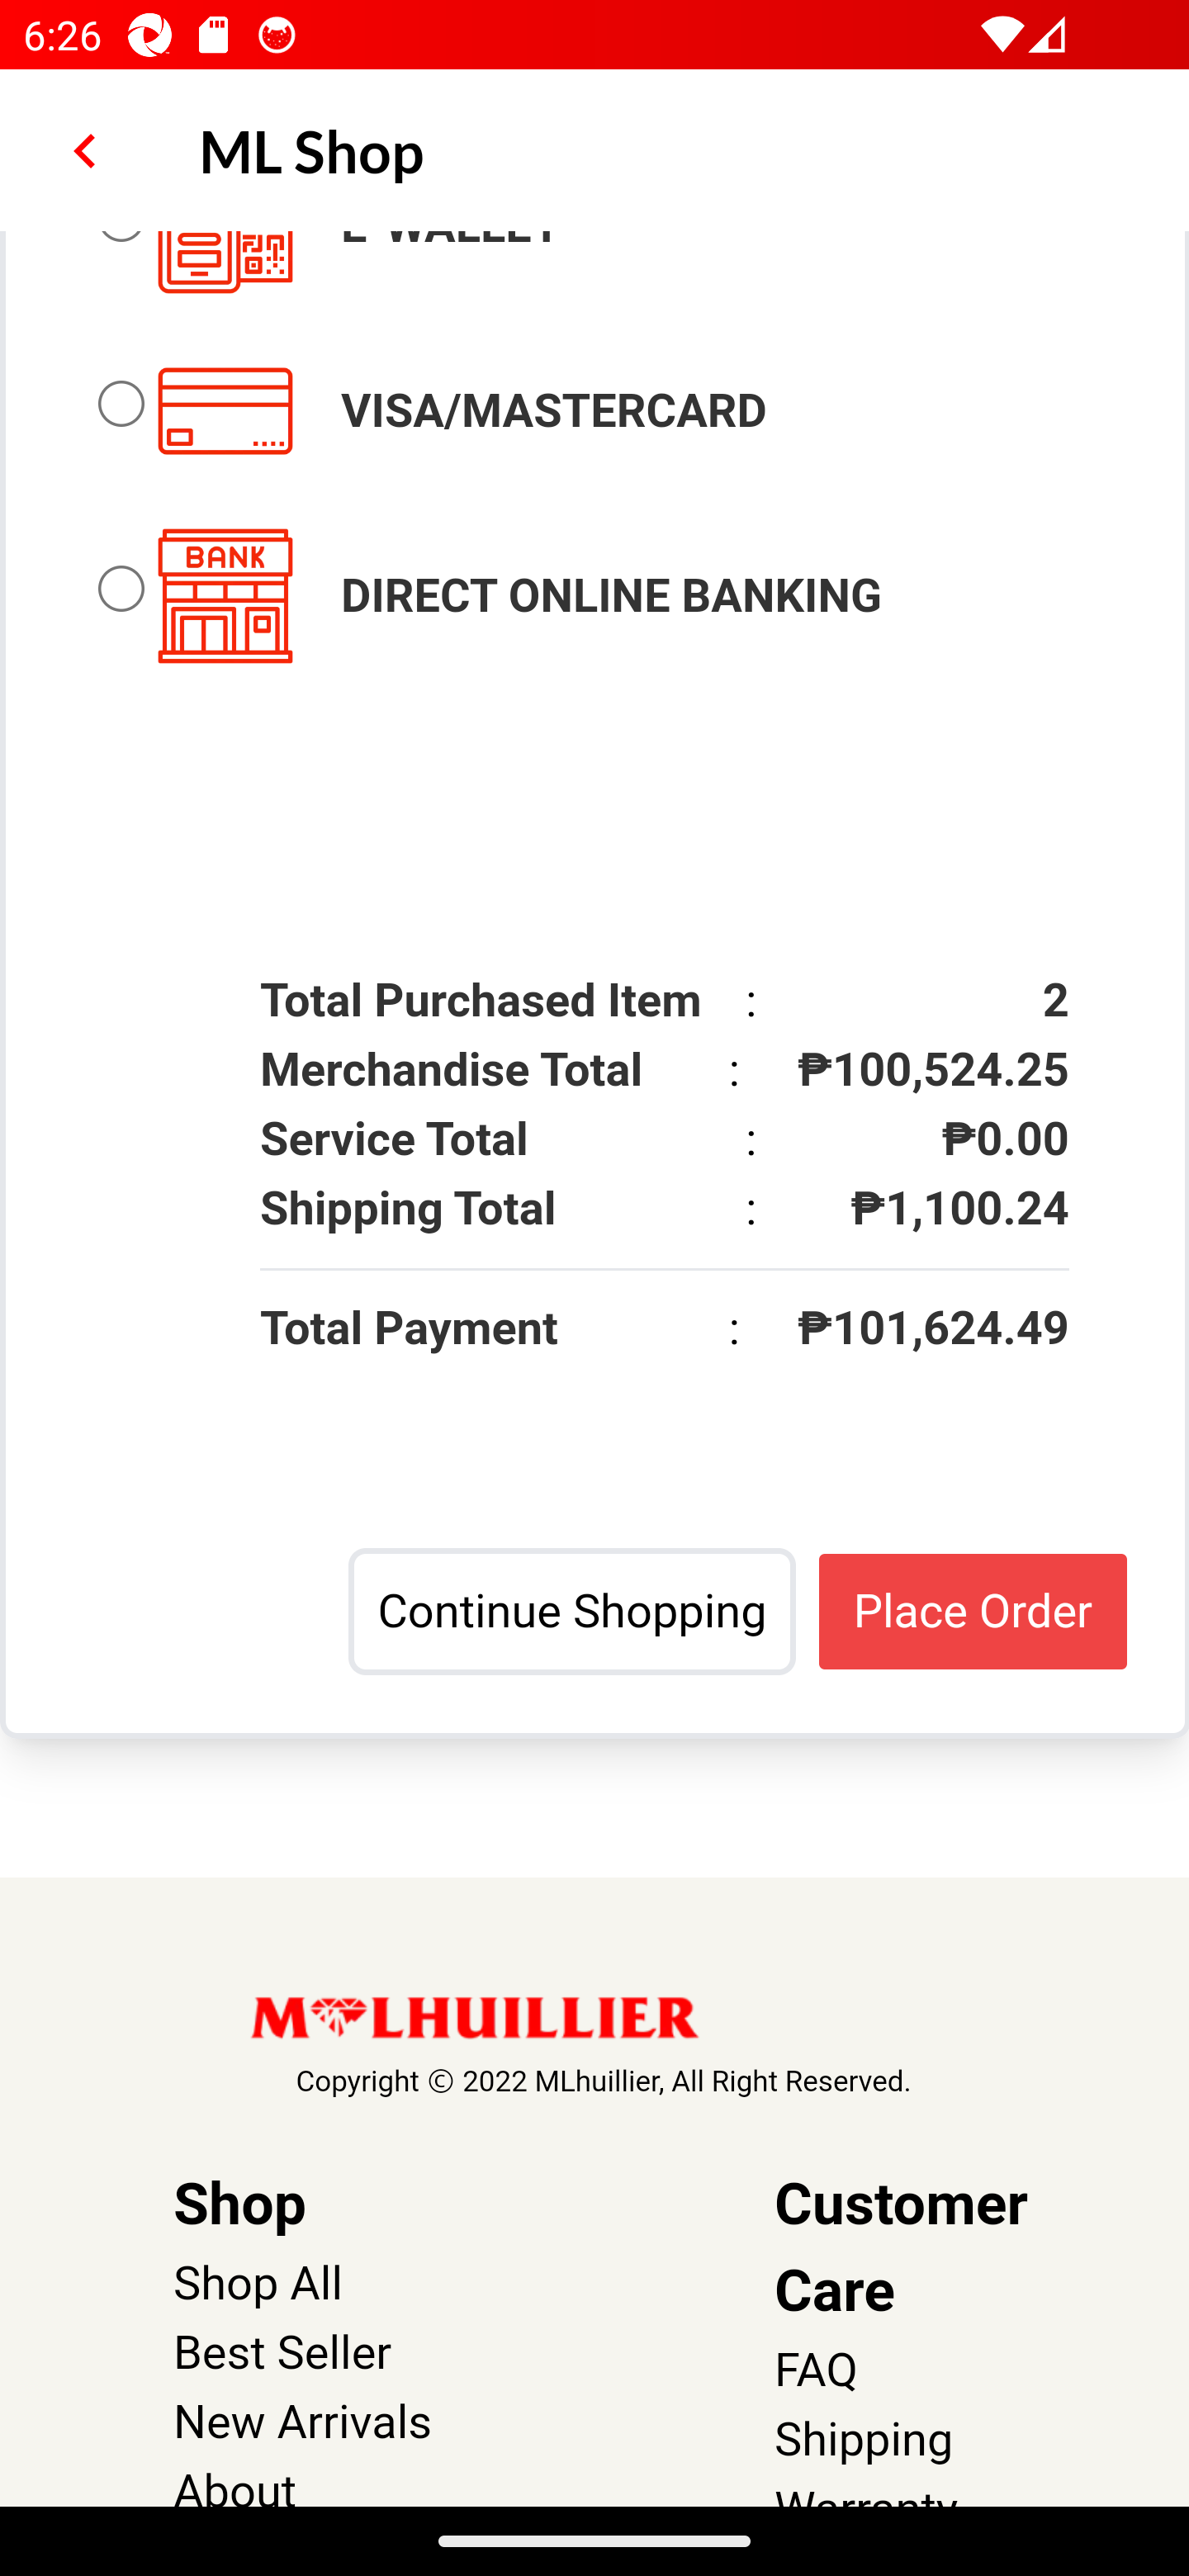 6:26
ML Shop
E-WALLET
VISA/MASTERCARD
BANK
DIRECT ONLINE BANKING
Total Purchased Item : 2
Merchandise Total : ₱100,524.25
Service Total : ₱0.00
Shipping Total : ₱1,100.24
Total Payment : ₱101,624.49
Continue Shopping
Place Order
M LHUILLIER
Copyright © 2022 MLhuillier, All Right Reserved.
Shop
Shop All
Best Seller
New Arrivals
About
Customer
Care
FAQ
Shipping
Warranty